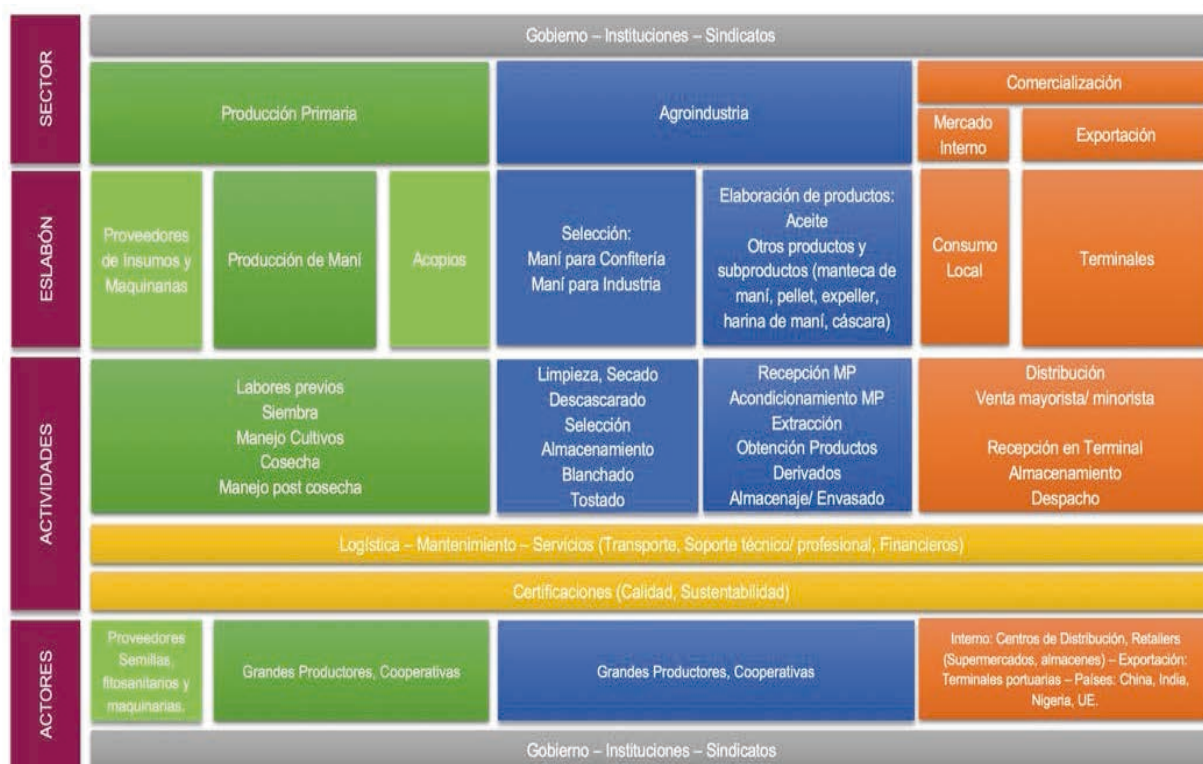 SECTOR
Gobierno – Instituciones – Sindicatos
Producción Primaria
Agroindustria
Comercialización
Mercado
Interno
Exportación
ESLABÓN
Proveedores
de Insumos y
Maquinarias
Producción de Maní
Acopios
Selección:
Maní para Confitería
Maní para Industria
Elaboración de productos:
Aceite
Otros productos y
subproductos (manteca de
maní, pellet, expeller,
harina de maní, cáscara)
Consumo
Local
Terminales
ACTIVIDADES
Labores previos
Siembra
Manejo Cultivos
Cosecha
Manejo post cosecha
Limpieza, Secado
Descascarado
Selección
Almacenamiento
Blanchado
Tostado
Recepción MP
Acondicionamiento MP
Extracción
Obtención Productos
Derivados
Almacenaje/ Envasado
Distribución
Venta mayorista/ minorista
Recepción en Terminal
Almacenamiento
Despacho
Logística – Mantenimiento – Servicios (Transporte, Soporte técnico/ profesional, Financieros)
Certificaciones (Calidad, Sustentabilidad)
ACTORES
Proveedores
Semillas,
fitosanitarios y
maquinarias.
Grandes Productores, Cooperativas
Grandes Productores, Cooperativas
Interno: Centros de Distribución, Retailers
(Supermercados, almacenes) – Exportación:
Terminales portuarias – Países: China, India,
Nigeria, UE.
Gobierno – Instituciones – Sindicatos